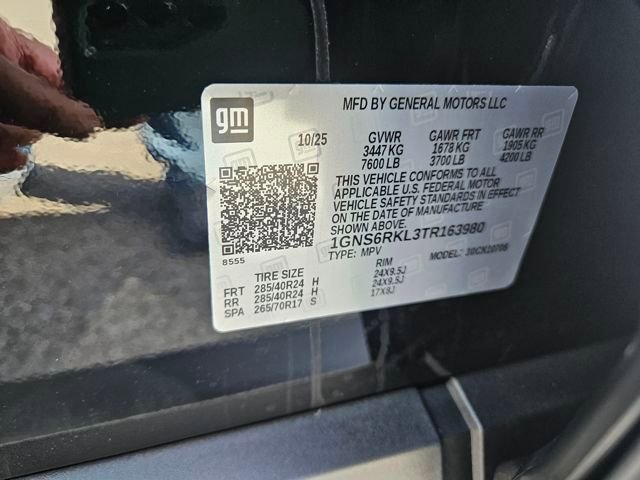 gm
MFD BY GENERAL MOTORS LLC
10/25 GVWR GAWR FRT GAWR RR
3447 KG 1678 KG 1905 KG
7600 LB 3700 LB 4200 LB
THIS VEHICLE CONFORMS TO ALL
APPLICABLE U.S. FEDERAL MOTOR
VEHICLE SAFETY STANDARDS IN EFFECT
ON THE DATE OF MANUFACTURE
SHOWN ABOVE.
1GNS6RKL3TR163980
TYPE: MPV MODEL:
8555
TIRE SIZE RIM
FRT 285/40R24 H 24X9.5J
RR 285/40R24 H 24X9.5J
SPA 265/70R17 S 17X8J